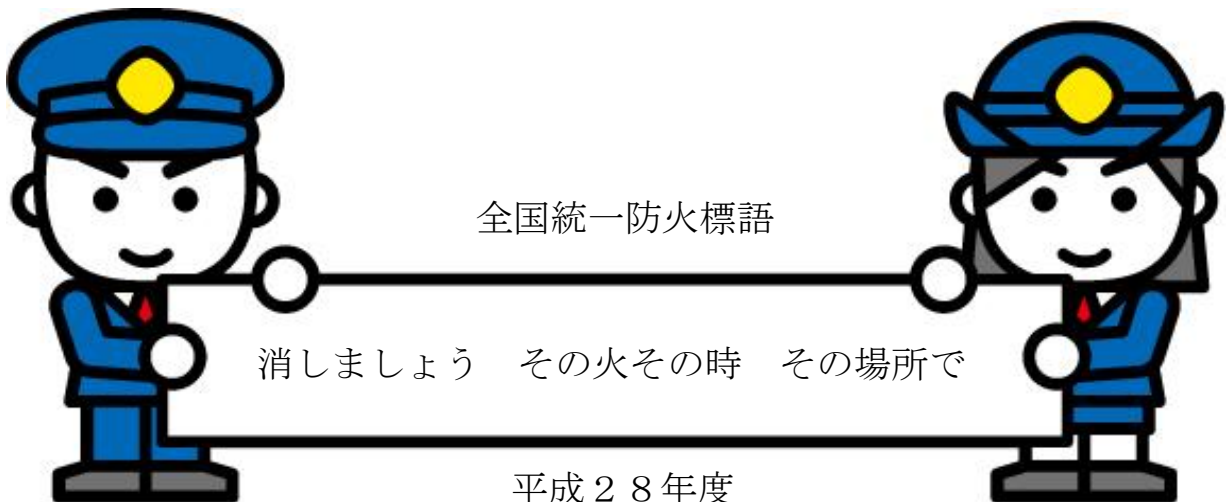 全国統一防火標語
消しましょう　その火その時　その場所で
平成２８年度